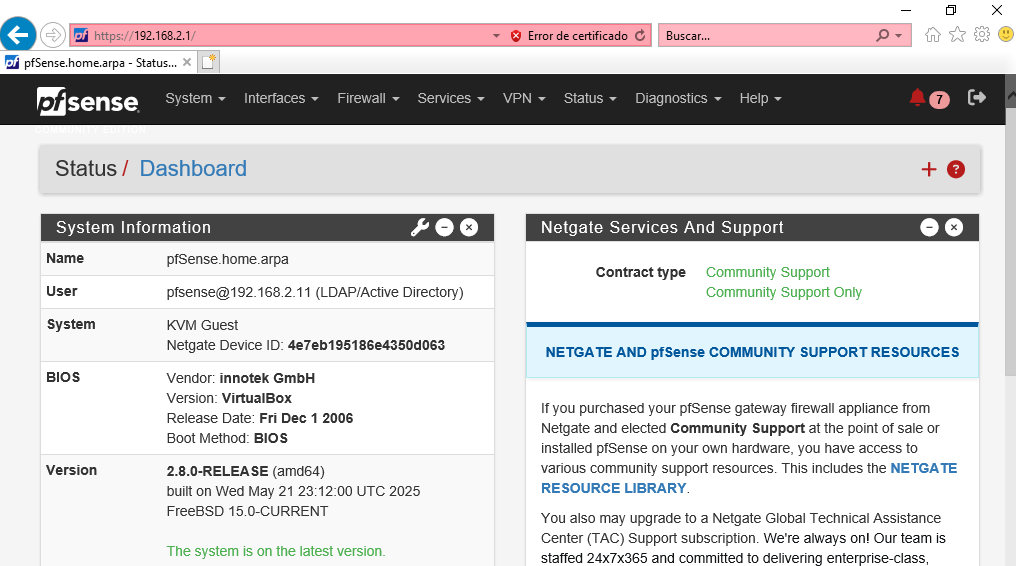 https://192.168.2.1/
Error de certificado
Buscar...
pfSense.home.arpa - Status...
pfsense
COMMUNITY EDITION
System
Interfaces
Firewall
Services
VPN
Status
Diagnostics
Help
7
Status / Dashboard
System Information
Name pfSense.home.arpa
User pfsense@192.168.2.11 (LDAP/Active Directory)
System KVM Guest
Netgate Device ID: 4e7eb195186e4350d063
BIOS Vendor: innotek GmbH
Version: VirtualBox
Release Date: Fri Dec 1 2006
Boot Method: BIOS
Version 2.8.0-RELEASE (amd64)
built on Wed May 21 23:12:00 UTC 2025
FreeBSD 15.0-CURRENT
The system is on the latest version.
Netgate Services And Support
Contract type Community Support
Community Support Only
NETGATE AND pfSense COMMUNITY SUPPORT RESOURCES
If you purchased your pfSense gateway firewall appliance from
Netgate and elected Community Support at the point of sale or
installed pfSense on your own hardware, you have access to
various community support resources. This includes the NETGATE
RESOURCE LIBRARY.
You also may upgrade to a Netgate Global Technical Assistance
Center (TAC) Support subscription. We're always on! Our team is
staffed 24x7x365 and committed to delivering enterprise-class,